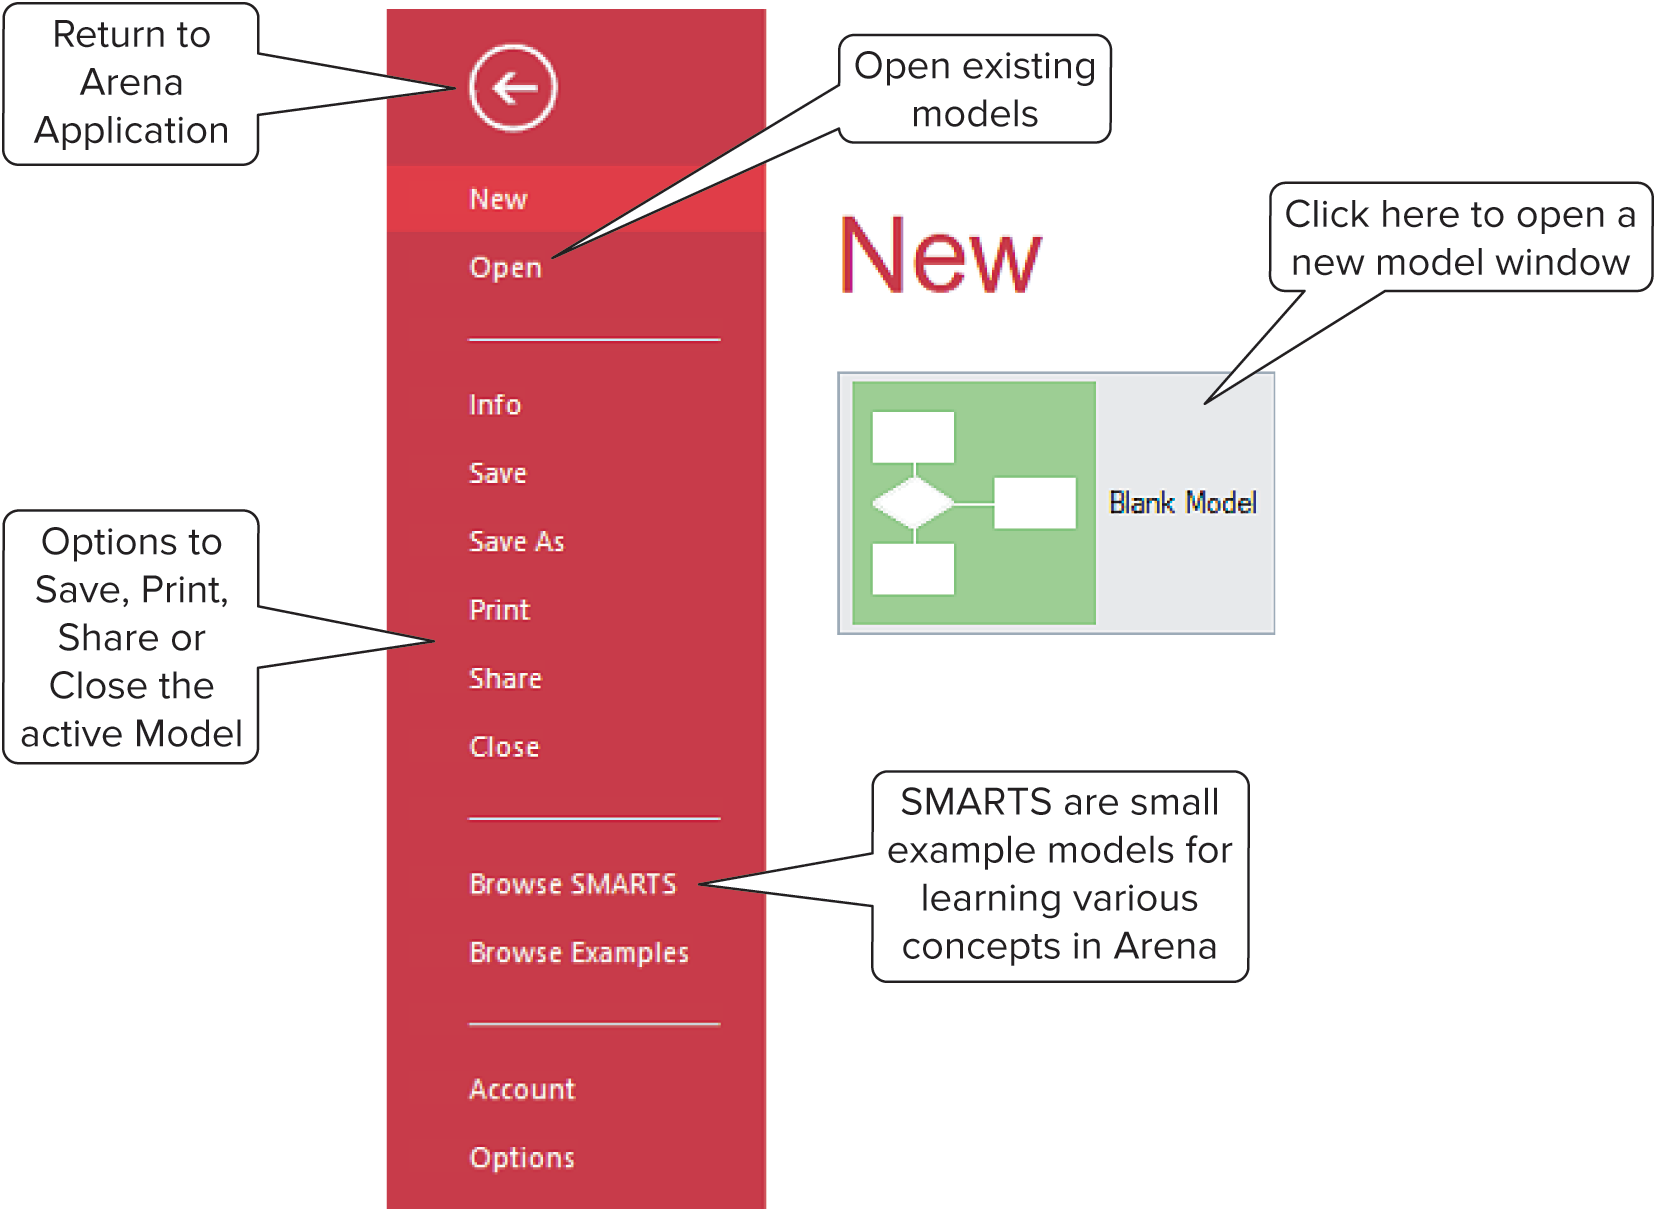 Return to
Arena
Application
Open existing
models
New
Open
New
Click here to open a
new model window
Info
Save
Save As
Print
Share
Close
Blank Model
Options to
Save, Print,
Share or
Close the
active Model
SMARTS are small
example models for
learning various
concepts in Arena
Browse SMARTS
Browse Examples
Account
Options